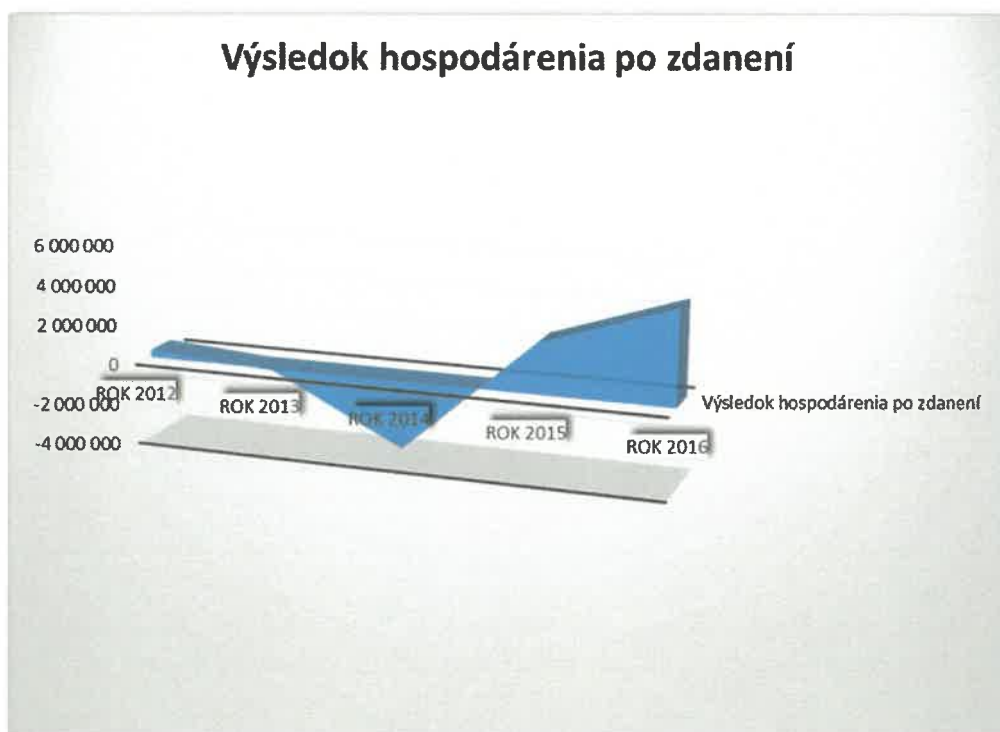 Výsledok hospodárenia po zdanení
6 000 000
4 000 000
2 000 000
0
-2 000 000
-4 000 000
ROK 2012
ROK 2013
ROK 2014
ROK 2015
ROK 2016
Výsledok hospodárenia po zdanení